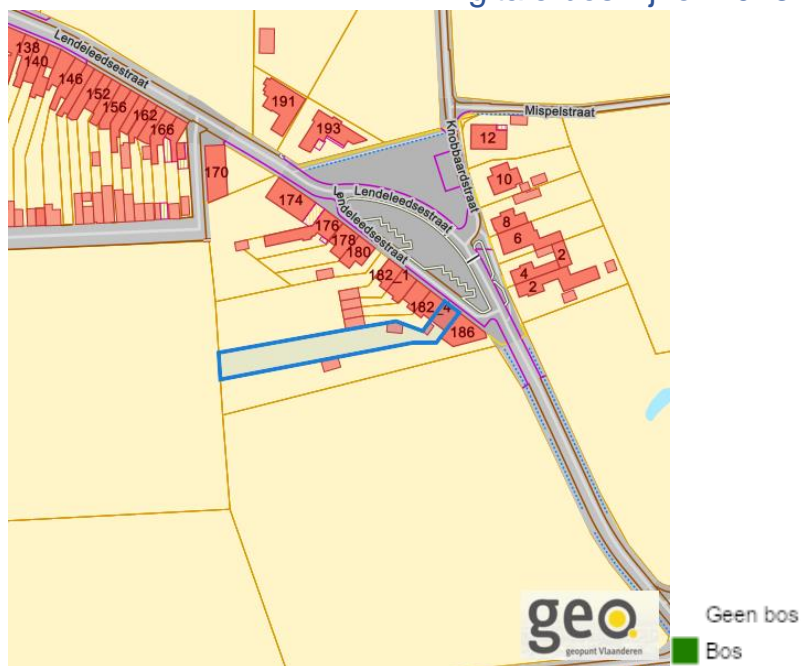 138
140
146
152
156
162
166
Lendeleedsestraat
170
191
193
174
176
178
180
182_1
182_4
186
Lendeleedsestraat
Lendeleedsestraat
Knobbaardstraat
Mispelstraat
12
10
8
6
2
4
2
geo
geopunt Vlaanderen
Geen bos
Bos